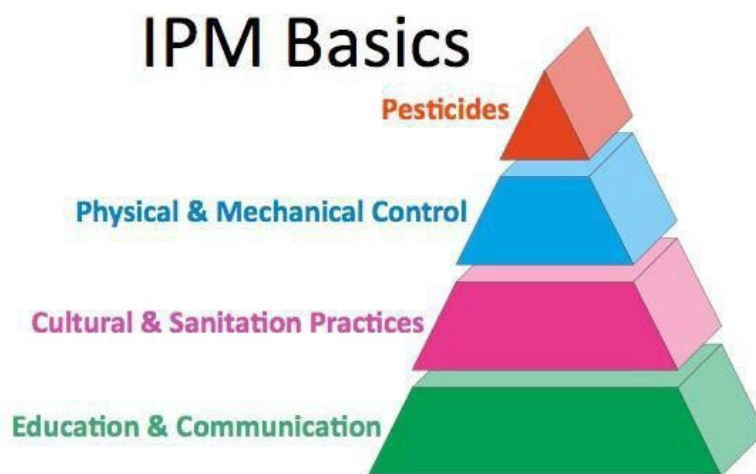 IPM Basics
Pesticides
Physical & Mechanical Control
Cultural & Sanitation Practices
Education & Communication